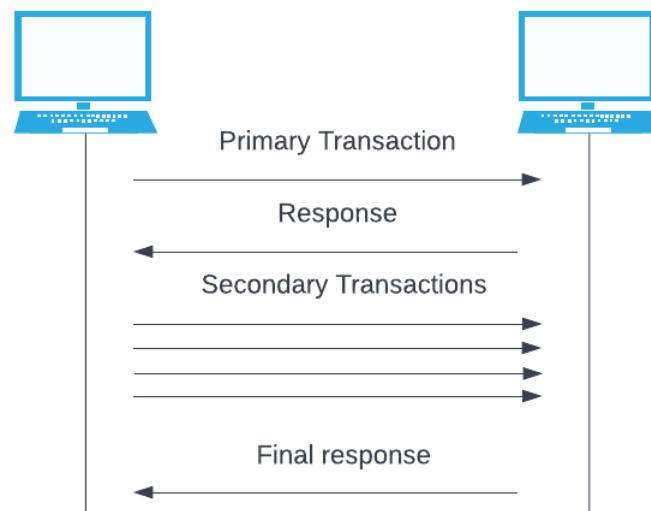 Primary Transaction
Response
Secondary Transactions
Final response